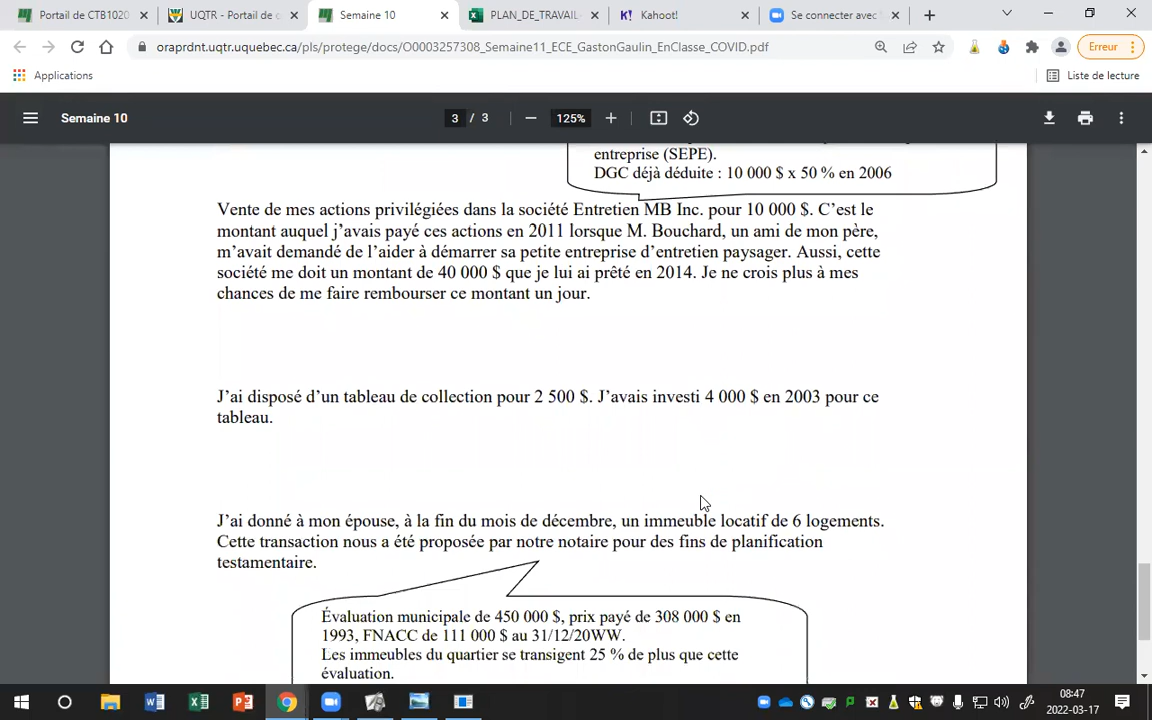 Portail de CTB1020
UQTR - Portail de c
Semaine 10
PLAN_DE_TRAVAIL-
Kahoot!
Se connecter avec
oraprdnt.uqtr.uquebec.ca/pls/protege/docs/O0003257308_Semaine11_ECE_GastonGaulin_EnClasse_COVID.pdf
Erreur
Applications
Liste de lecture
Semaine 10
3 / 3
125%
entreprise (SEPE).
DGC déjà déduite : 10 000 $ x 50 % en 2006
Vente de mes actions privilégiées dans la société Entretien MB Inc. pour 10 000 $. C'est le
montant auquel j'avais payé ces actions en 2011 lorsque M. Bouchard, un ami de mon père,
m'avait demandé de l'aider à démarrer sa petite entreprise d'entretien paysager. Aussi, cette
société me doit un montant de 40 000 $ que je lui ai prêté en 2014. Je ne crois plus à mes
chances de me faire rembourser ce montant un jour.
J'ai disposé d'un tableau de collection pour 2 500 $. J'avais investi 4 000 $ en 2003 pour ce
tableau.
J'ai donné à mon épouse, à la fin du mois de décembre, un immeuble locatif de 6 logements.
Cette transaction nous a été proposée par notre notaire pour des fins de planification
testamentaire.
Évaluation municipale de 450 000 $, prix payé de 308 000 $ en
1993, FNACC de 111 000 $ au 31/12/20WW.
Les immeubles du quartier se transigent 25 % de plus que cette
évaluation.
08:47
2022-03-17